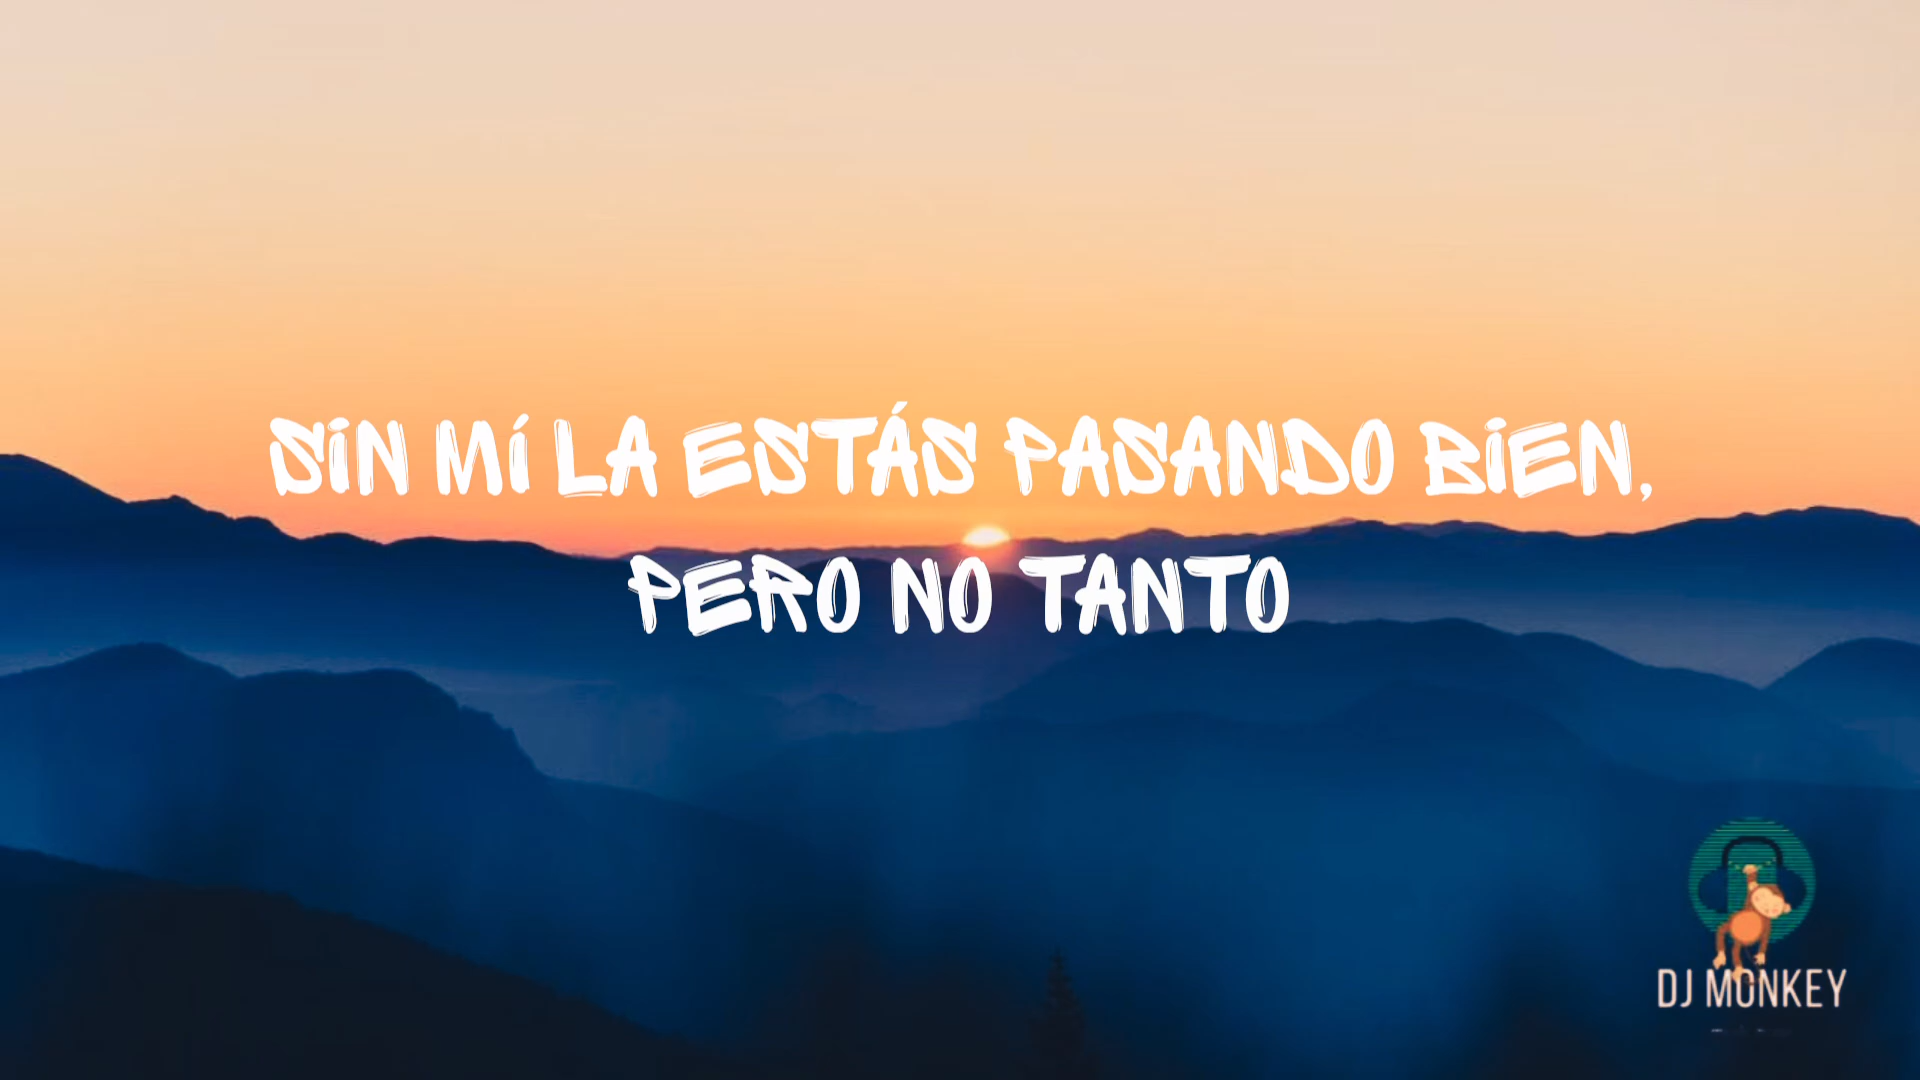 SIN MÍ LA ESTÁS PASANDO BIEN,
PERO NO TANTO
DJ MONKEY